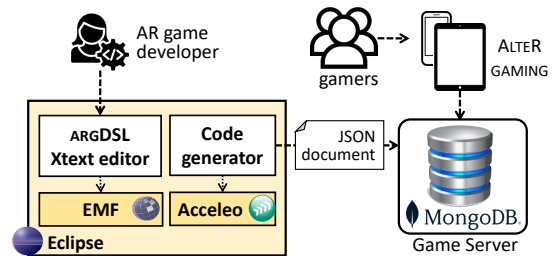 AR game
developer
gamers
ALTER
GAMING
ARGDSL
Xtext editor
Code
generator
JSON
document
EMF
Acceleo
Eclipse
MongoDB®
Game Server